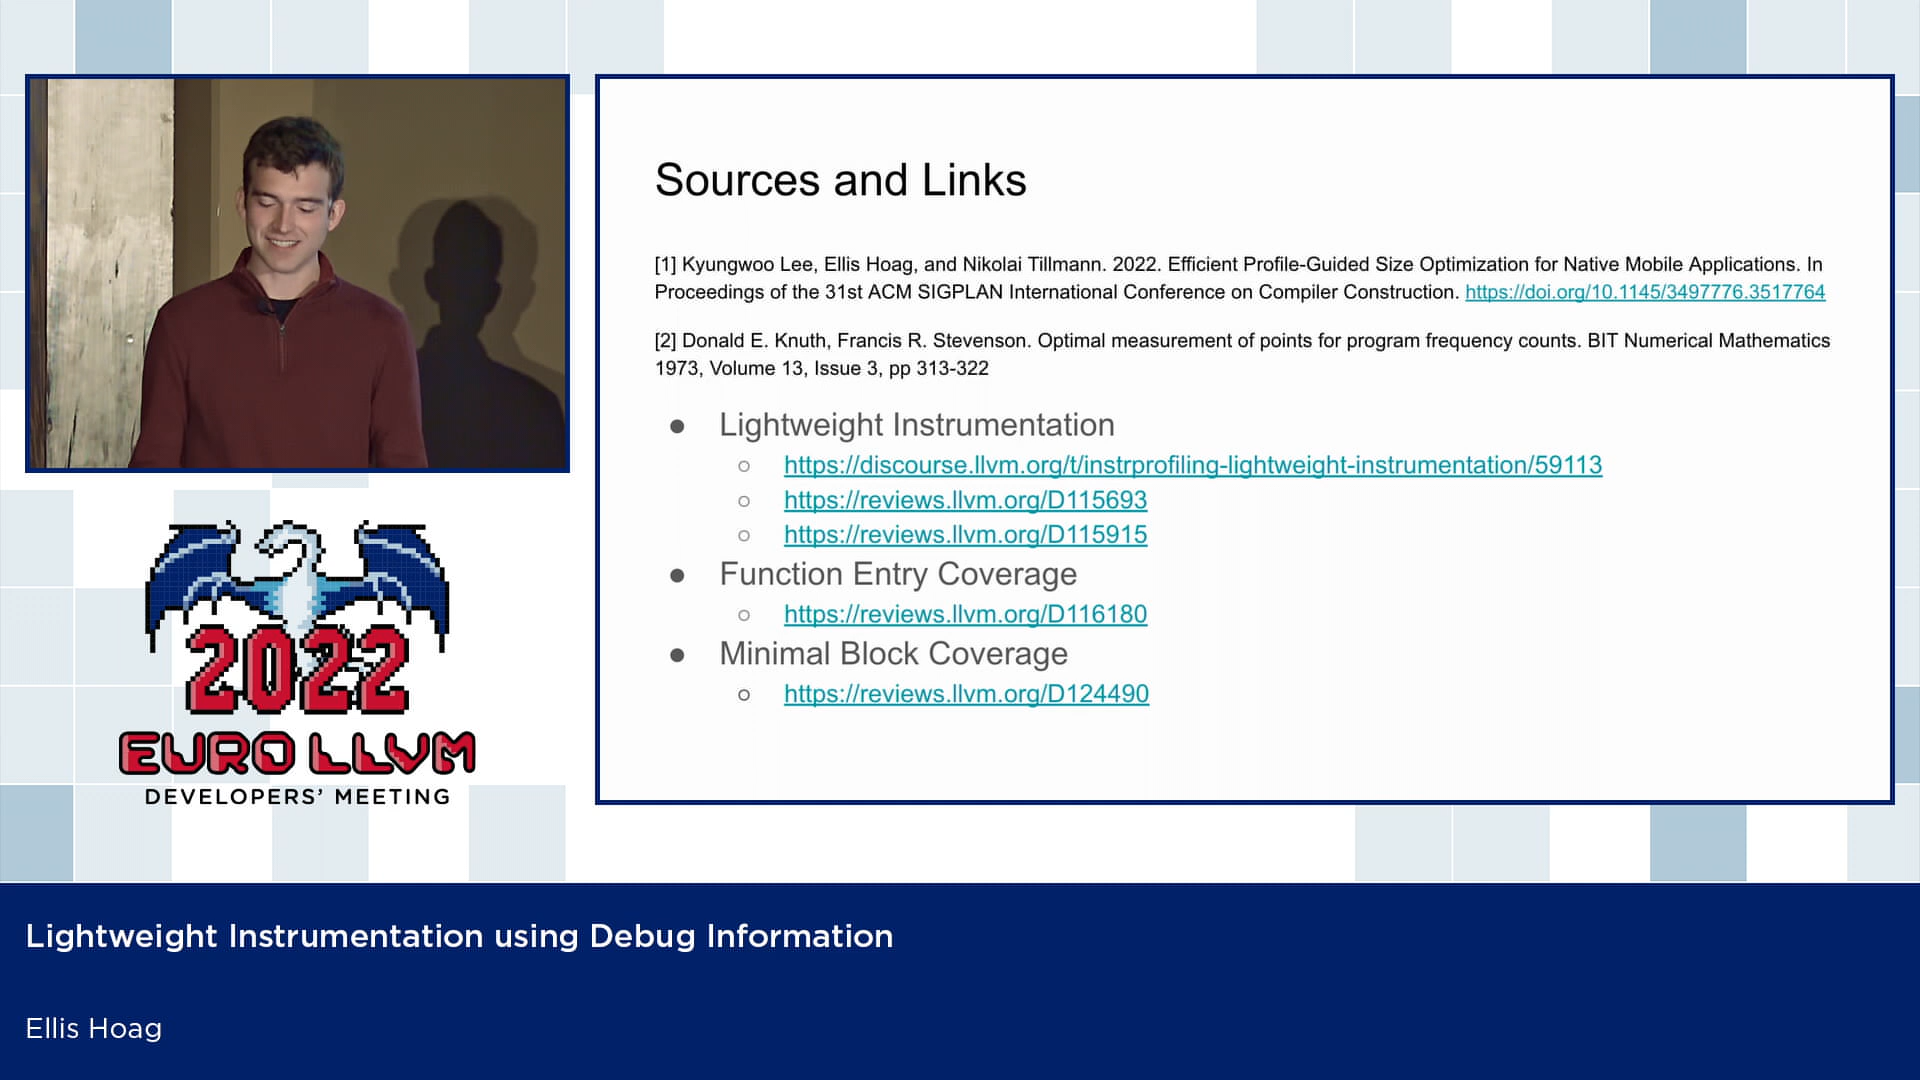 Sources and Links
[1] Kyungwoo Lee, Ellis Hoag, and Nikolai Tillmann. 2022. Efficient Profile-Guided Size Optimization for Native Mobile Applications. In
Proceedings of the 31st ACM SIGPLAN International Conference on Compiler Construction. https://doi.org/10.1145/3497776.3517764
[2] Donald E. Knuth, Francis R. Stevenson. Optimal measurement of points for program frequency counts. BIT Numerical Mathematics
1973, Volume 13, Issue 3, pp 313-322
● Lightweight Instrumentation
○ https://discourse.llvm.org/t/instrprofiling-lightweight-instrumentation/59113
○ https://reviews.llvm.org/D115693
○ https://reviews.llvm.org/D115915
● Function Entry Coverage
○ https://reviews.llvm.org/D116180
● Minimal Block Coverage
○ https://reviews.llvm.org/D124490
2022
EURO LLVM
DEVELOPERS' MEETING
Lightweight Instrumentation using Debug Information
Ellis Hoag